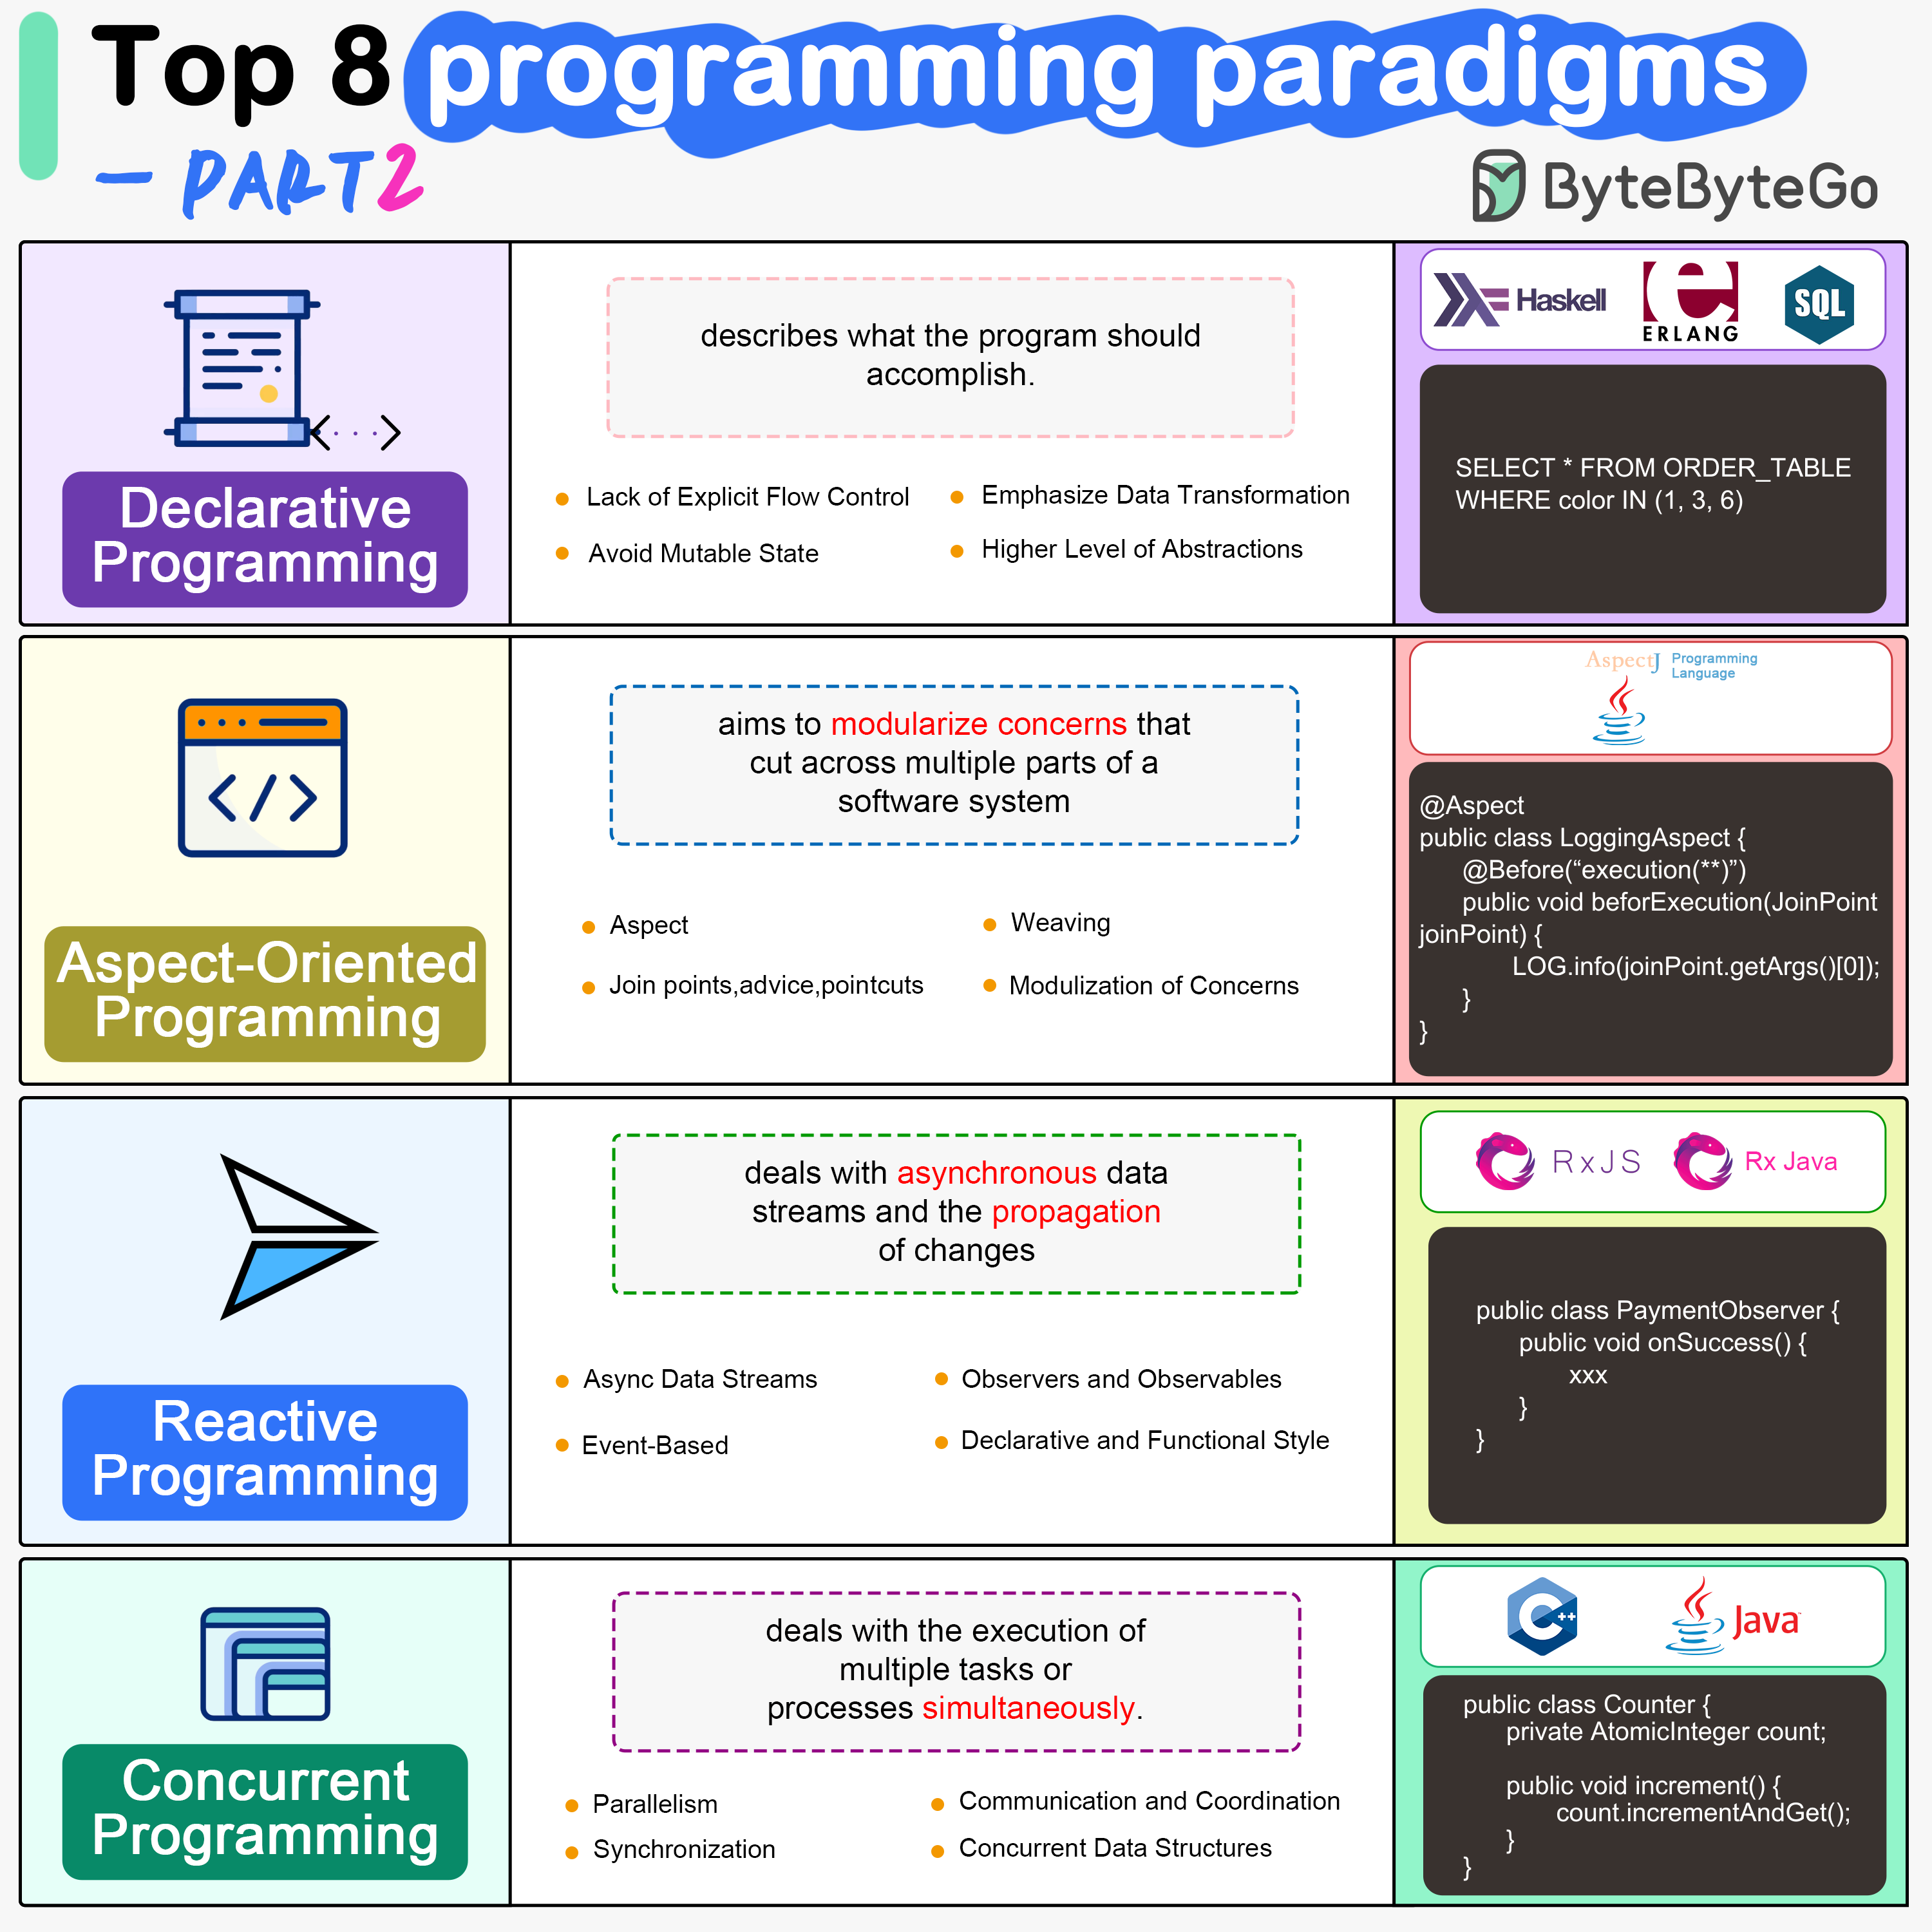 Top 8 programming paradigms
— PART2
ByteByteGo
Declarative
Programming
describes what the program should
accomplish.
Lack of Explicit Flow Control
Emphasize Data Transformation
Avoid Mutable State
Higher Level of Abstractions
Haskell
e
ERLANG
SQL
SELECT * FROM ORDER_TABLE
WHERE color IN (1, 3, 6)
</>
Aspect-Oriented
Programming
aims to modularize concerns that
cut across multiple parts of a
software system
Aspect
Weaving
Join points,advice,pointcuts
Modulization of Concerns
AspectJ Programming
Language
@Aspect
public class LoggingAspect {
@Before(“execution(**)”)
public void beforExecution(JoinPoint
joinPoint) {
LOG.info(joinPoint.getArgs()[0]);
}
}
Reactive
Programming
deals with asynchronous data
streams and the propagation
of changes
Async Data Streams
Observers and Observables
Event-Based
Declarative and Functional Style
RxJS
Rx Java
public class PaymentObserver {
public void onSuccess() {
xxx
}
}
Concurrent
Programming
deals with the execution of
multiple tasks or
processes simultaneously.
Parallelism
Communication and Coordination
Synchronization
Concurrent Data Structures
C++
Java
public class Counter {
private AtomicInteger count;
public void increment() {
count.incrementAndGet();
}
}